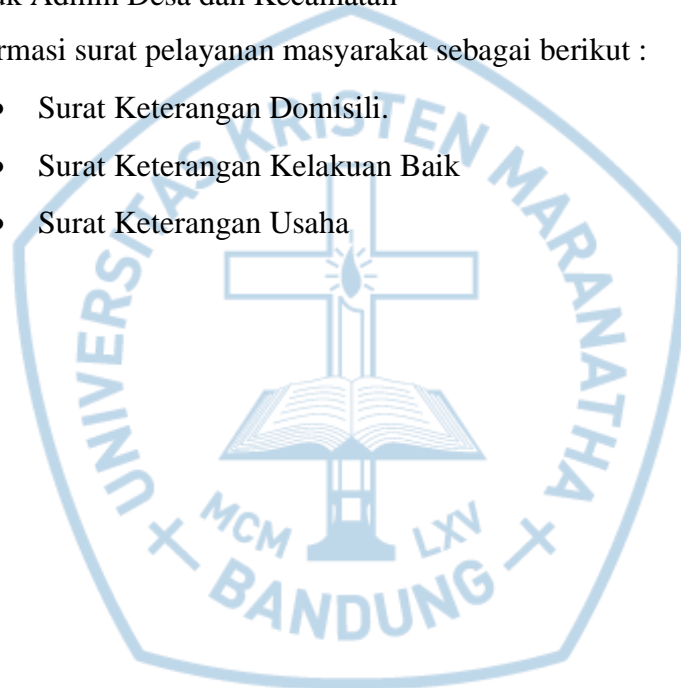 uk Admin Desa dan Kecamatan
rmasi surat pelayanan masyarakat sebagai berikut :
• Surat Keterangan Domisili.
• Surat Keterangan Kelakuan Baik
• Surat Keterangan Usaha
UNIVERSITAS KRISTEN MARANATHA
MCM LXV
BANDUNG